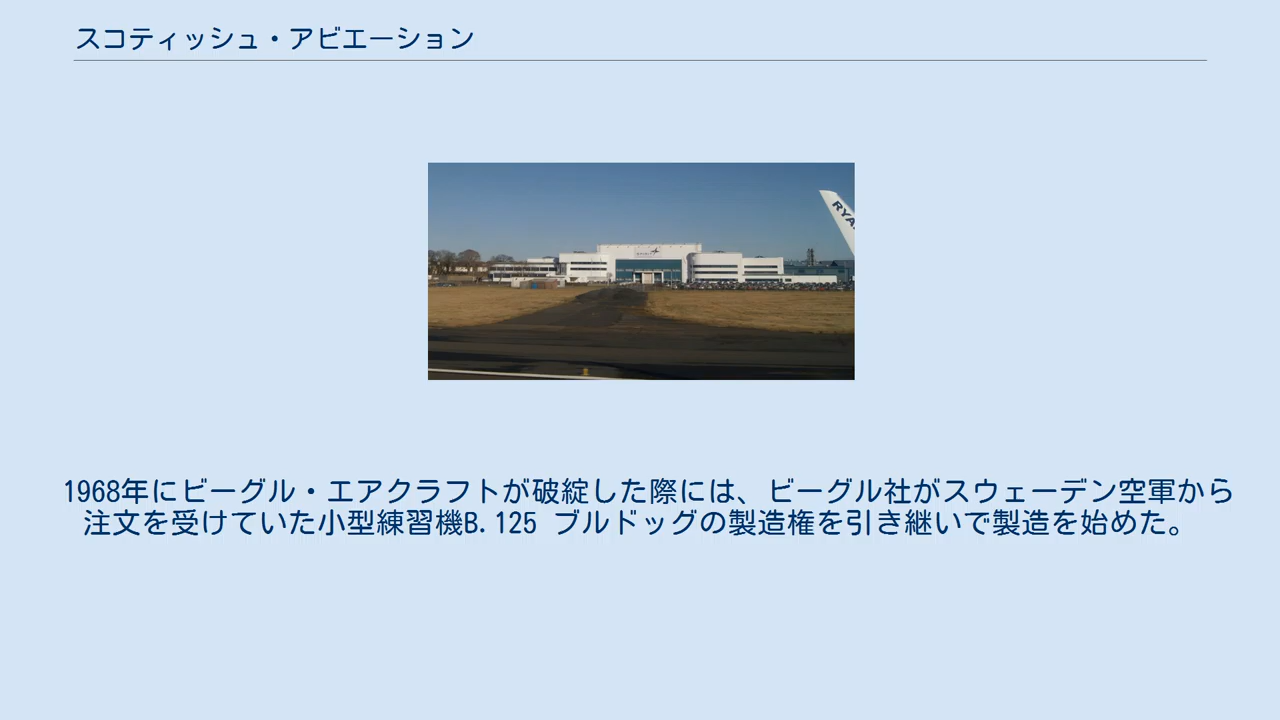 スコティッシュ・アビエーション
RYA
1968年にビーグル・エアクラフトが破綻した際には、ビーグル社がスウェーデン空軍から
注文を受けていた小型練習機B.125 ブルドッグの製造権を引き継いで製造を始めた。